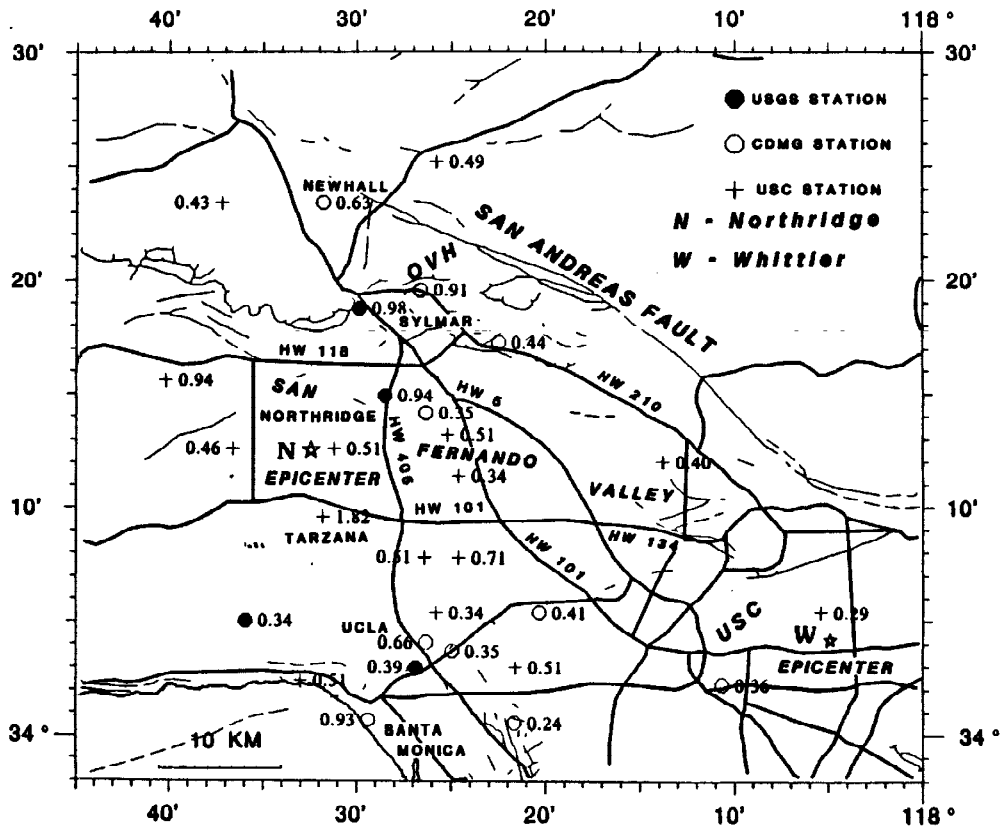 40' 30' 20' 10' 118°
30' 30'
USGS STATION
CDMG STATION
0.49
USC STATION
NEWHALL
0.43 0.63
SAN ANDREAS FAULT
N - Northridge
W - Whittier
OVH
20' 20'
0.91
0.98
SYLMAR
0.44
HW 118
0.94
SAN
0.94
HW 5
HW 210
NORTHRIDGE
0.35
HW 405
0.51
0.46 N 0.51
FERNANDO
0.40
EPICENTER
0.34
VALLEY
10' 10'
HW 101
1.82
TARZANA
HW 134
HW 101
0.51 0.71
0.34
0.34
0.41
USC
0.29
UCLA
0.66
0.35
W
0.39
0.51
EPICENTER
0.51
0.36
0.93
SANTA
MONICA
0.24
34° 34°
10 KM
40' 30' 20' 10' 118°